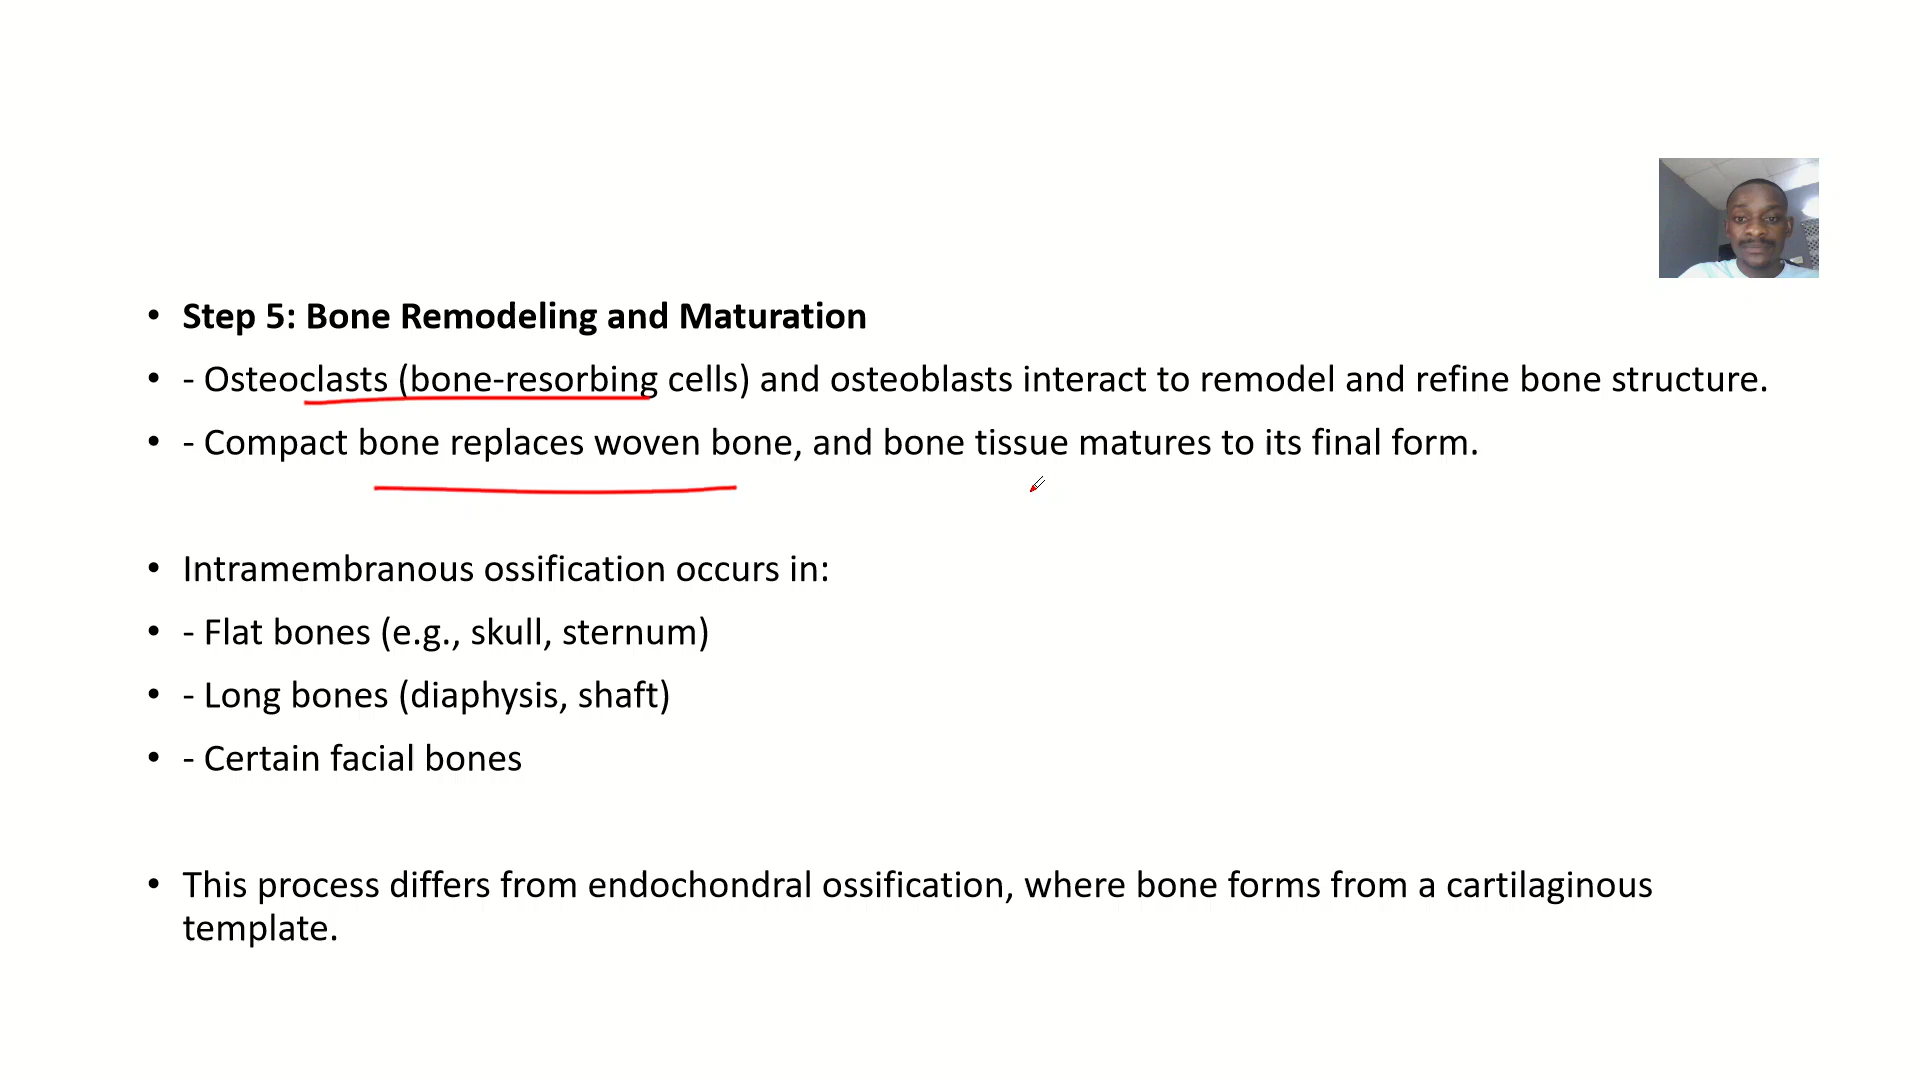 • Step 5: Bone Remodeling and Maturation
• - Osteoclasts (bone-resorbing cells) and osteoblasts interact to remodel and refine bone structure.
• - Compact bone replaces woven bone, and bone tissue matures to its final form.
• Intramembranous ossification occurs in:
• - Flat bones (e.g., skull, sternum)
• - Long bones (diaphysis, shaft)
• - Certain facial bones
• This process differs from endochondral ossification, where bone forms from a cartilaginous
template.